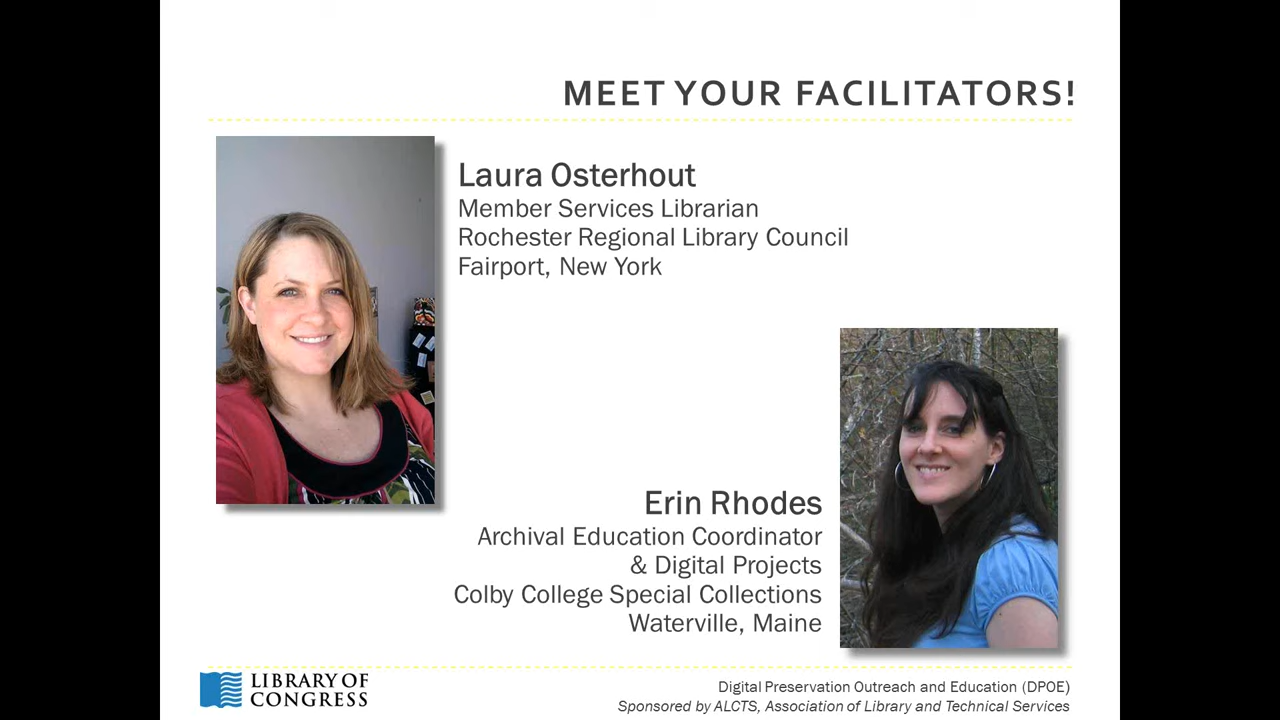 MEET YOUR FACILITATORS!
Laura Osterhout
Member Services Librarian
Rochester Regional Library Council
Fairport, New York
Erin Rhodes
Archival Education Coordinator
& Digital Projects
Colby College Special Collections
Waterville, Maine
LIBRARY OF
CONGRESS
Digital Preservation Outreach and Education (DPOE)
Sponsored by ALCTS, Association of Library and Technical Services